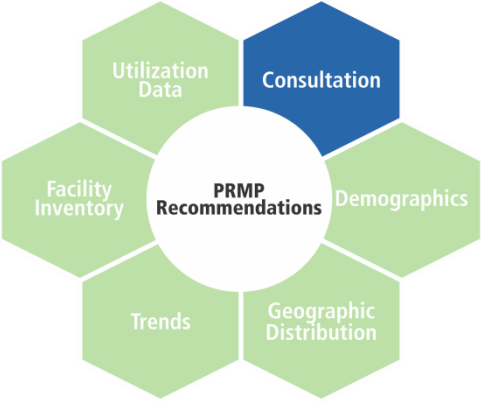 Utilization
Data
Consultation
Facility
Inventory
PRMP
Recommendations
Demographics
Trends
Geographic
Distribution